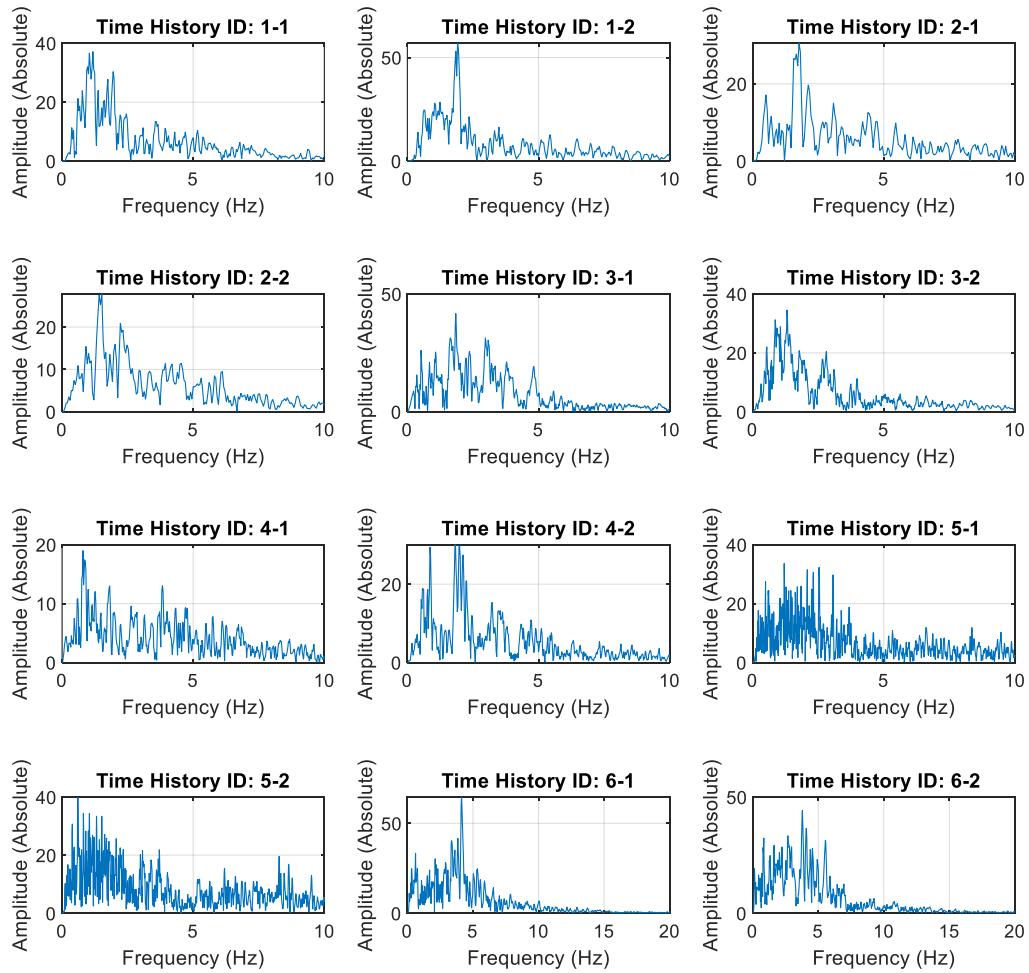 Time History ID: 1-1
Amplitude (Absolute)
40
20
0
0 5 10
Frequency (Hz)
Time History ID: 1-2
Amplitude (Absolute)
50
0
0 5 10
Frequency (Hz)
Time History ID: 2-1
Amplitude (Absolute)
20
0
0 5 10
Frequency (Hz)
Time History ID: 2-2
Amplitude (Absolute)
20
10
0
0 5 10
Frequency (Hz)
Time History ID: 3-1
Amplitude (Absolute)
50
0
0 5 10
Frequency (Hz)
Time History ID: 3-2
Amplitude (Absolute)
40
20
0
0 5 10
Frequency (Hz)
Time History ID: 4-1
Amplitude (Absolute)
20
10
0
0 5 10
Frequency (Hz)
Time History ID: 4-2
Amplitude (Absolute)
20
0
0 5 10
Frequency (Hz)
Time History ID: 5-1
Amplitude (Absolute)
40
20
0
0 5 10
Frequency (Hz)
Time History ID: 5-2
Amplitude (Absolute)
40
20
0
0 5 10
Frequency (Hz)
Time History ID: 6-1
Amplitude (Absolute)
50
0
0 5 10 15 20
Frequency (Hz)
Time History ID: 6-2
Amplitude (Absolute)
50
0
0 5 10 15 20
Frequency (Hz)